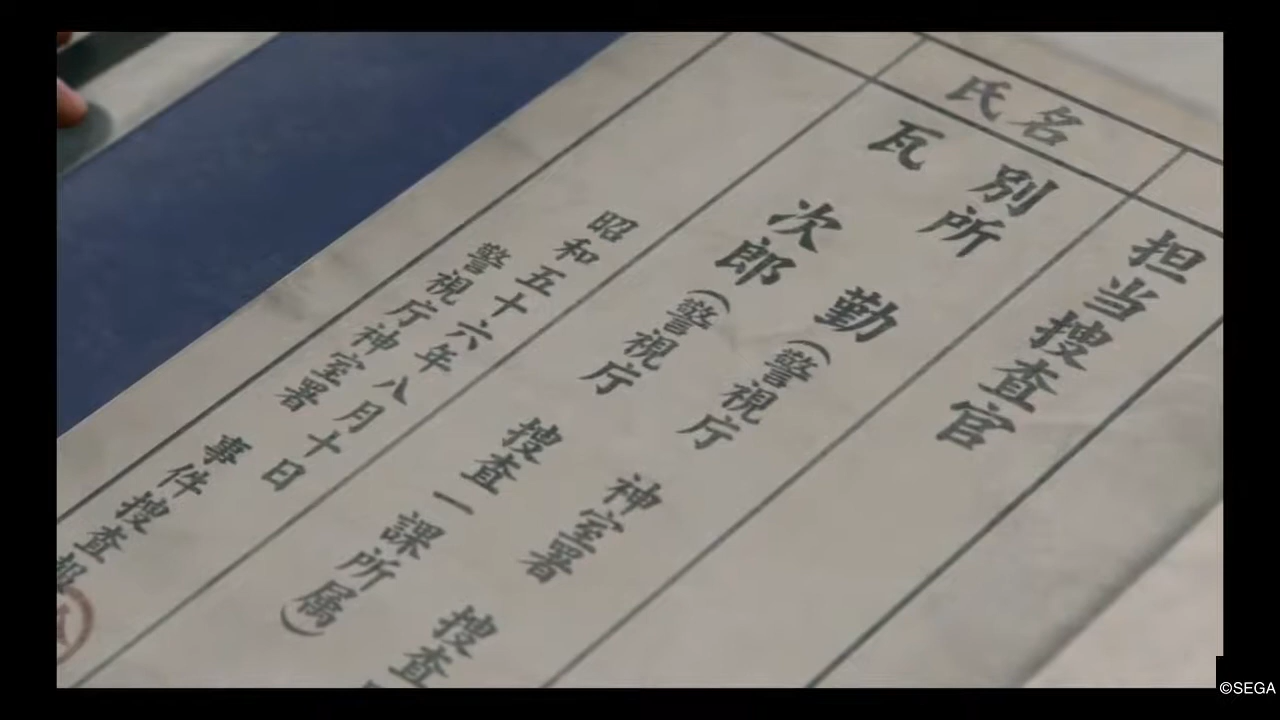 担当捜査官
氏名
別所 勤（警視庁 神室署 捜査
瓦 次郎（警視庁 捜査一課所属）
昭和五十六年八月十日
警視庁神室署 事件捜査報
©SEGA